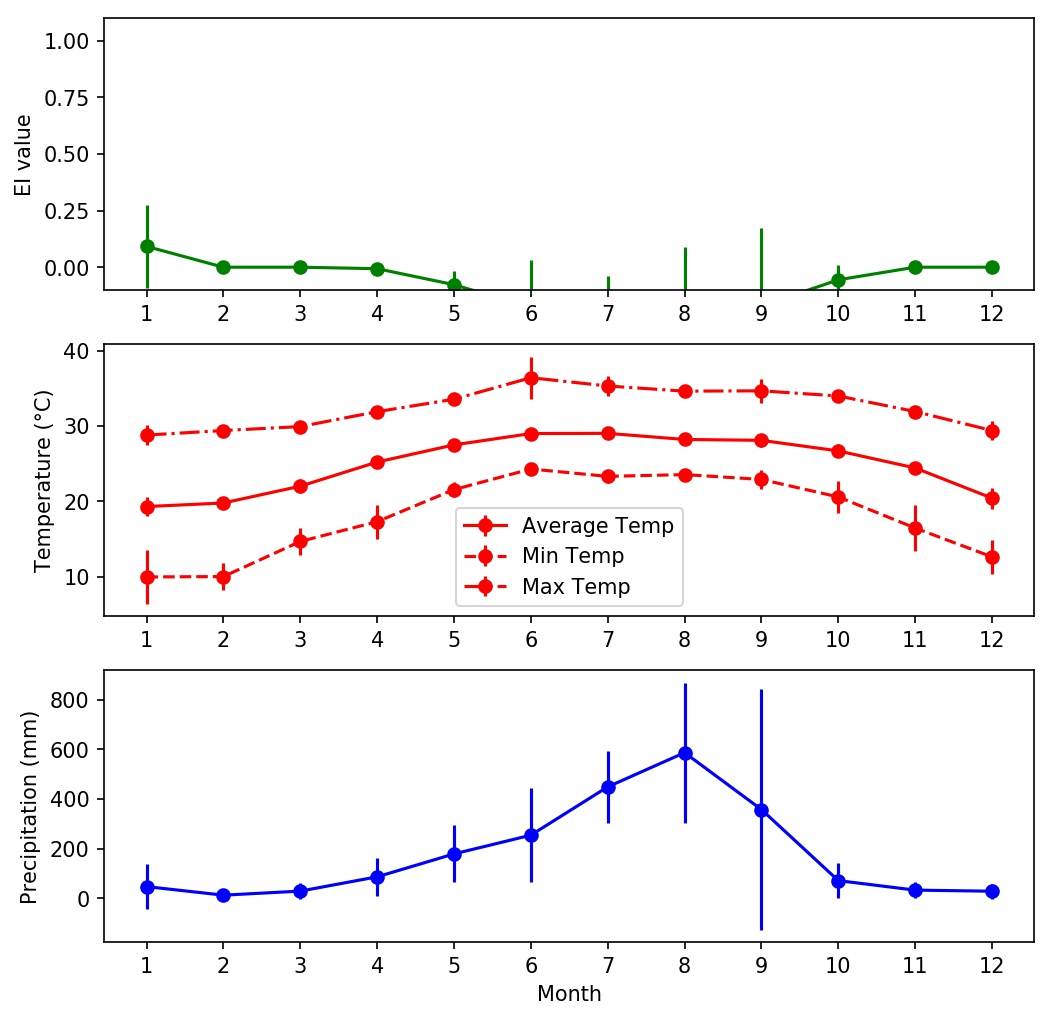 1.00
0.75
0.50
0.25
0.00
EI value
1 2 3 4 5 6 7 8 9 10 11 12
40
30
20
10
Temperature (°C)
Average Temp
Min Temp
Max Temp
1 2 3 4 5 6 7 8 9 10 11 12
800
600
400
200
0
Precipitation (mm)
1 2 3 4 5 6 7 8 9 10 11 12
Month